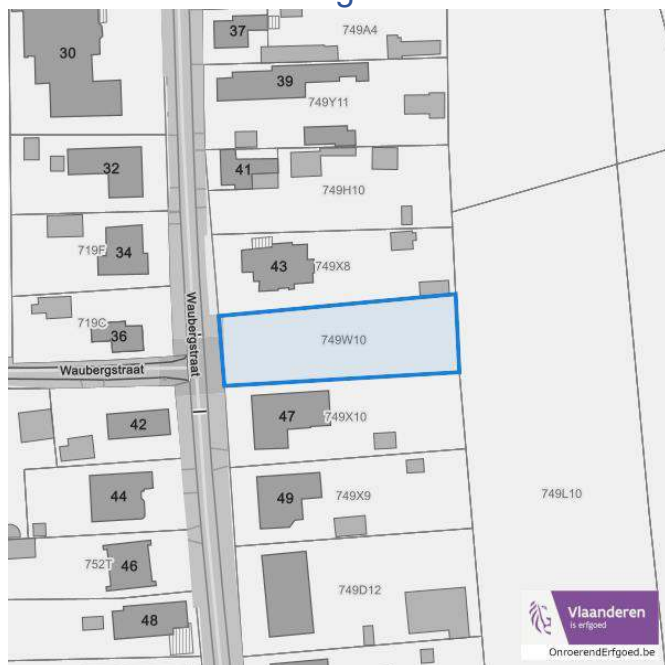 g
37
749A4
30
39
749Y11
32
41
749H10
719F
34
43
749X8
719C
36
Waubergstraat
749W10
Waubergstraat
42
47
749X10
44
49
749X9
749L10
752T
46
749D12
48
Vlaanderen
is erfgoed
OnroerendErfgoed.be